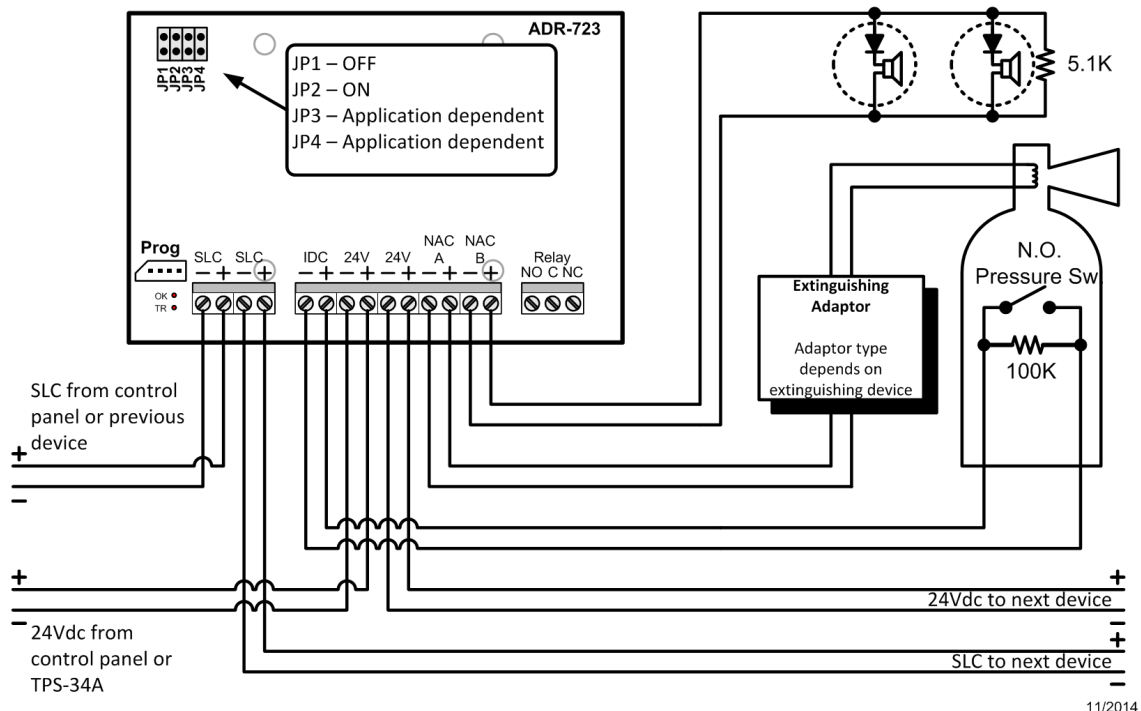 ADR-723
JP1
JP2
JP3
JP4
JP1 – OFF
JP2 – ON
JP3 – Application dependent
JP4 – Application dependent
5.1K
Prog
OK
TR
SLC SLC
– + – +
IDC 24V 24V NAC A NAC B
– + – + – + – + – +
Relay
NO C NC
Extinguishing
Adaptor
Adaptor type
depends on
extinguishing device
N.O.
Pressure Sw.
100K
SLC from control
panel or previous
device
+
–
+
–
24Vdc from
control panel or
TPS-34A
+
24Vdc to next device
–
+
SLC to next device
–
11/2014